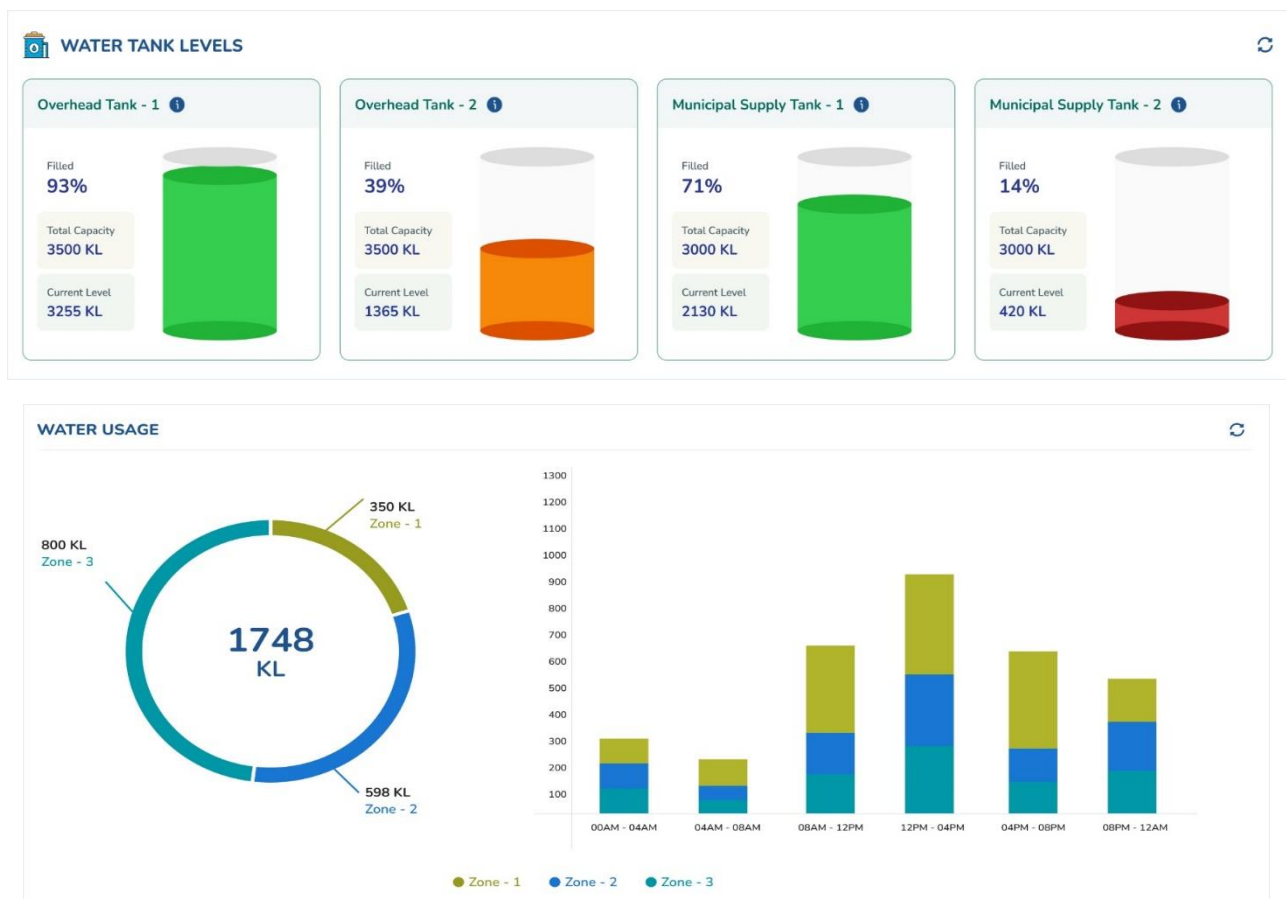 WATER TANK LEVELS
Overhead Tank - 1
Filled
93%
Total Capacity
3500 KL
Current Level
3255 KL
Overhead Tank - 2
Filled
39%
Total Capacity
3500 KL
Current Level
1365 KL
Municipal Supply Tank - 1
Filled
71%
Total Capacity
3000 KL
Current Level
2130 KL
Municipal Supply Tank - 2
Filled
14%
Total Capacity
3000 KL
Current Level
420 KL
WATER USAGE
350 KL
Zone - 1
800 KL
Zone - 3
1748
KL
598 KL
Zone - 2
1300
1200
1100
1000
900
800
700
600
500
400
300
200
100
00AM - 04AM 04AM - 08AM 08AM - 12PM 12PM - 04PM 04PM - 08PM 08PM - 12AM
Zone - 1 Zone - 2 Zone - 3